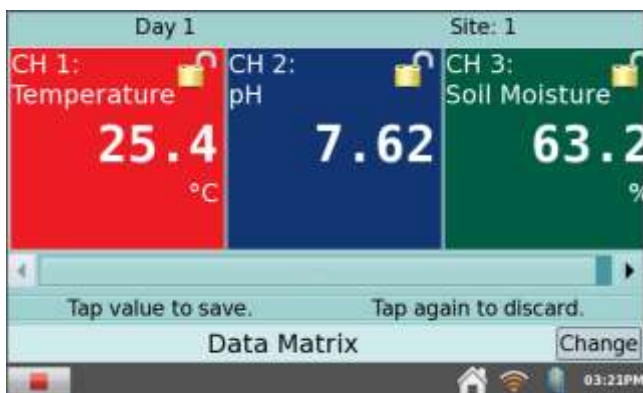 Day 1 Site: 1
CH 1: CH 2: CH 3:
Temperature pH Soil Moisture
25.4 7.62 63.2
°C %
Tap value to save. Tap again to discard.
Data Matrix Change
03:21PM